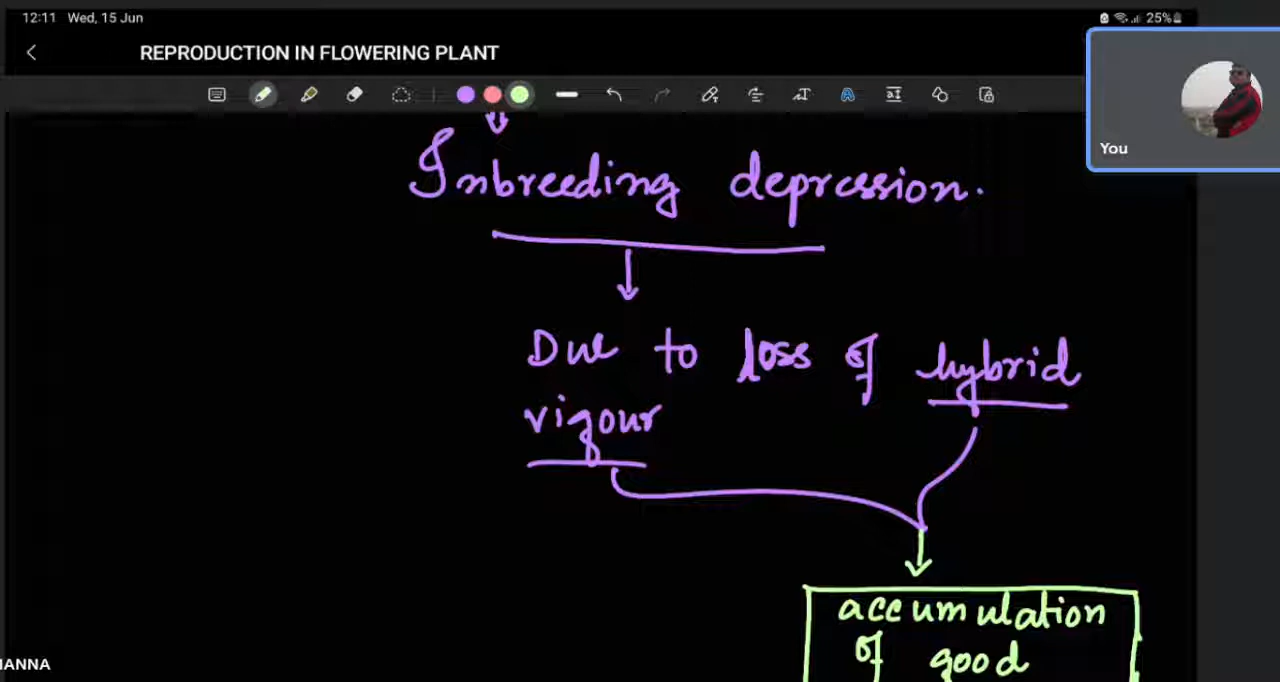 12:11 Wed, 15 Jun
25%
REPRODUCTION IN FLOWERING PLANT
You
Inbreeding depression.
Due to loss of hybrid
vigour
accumulation
of good
MANNA